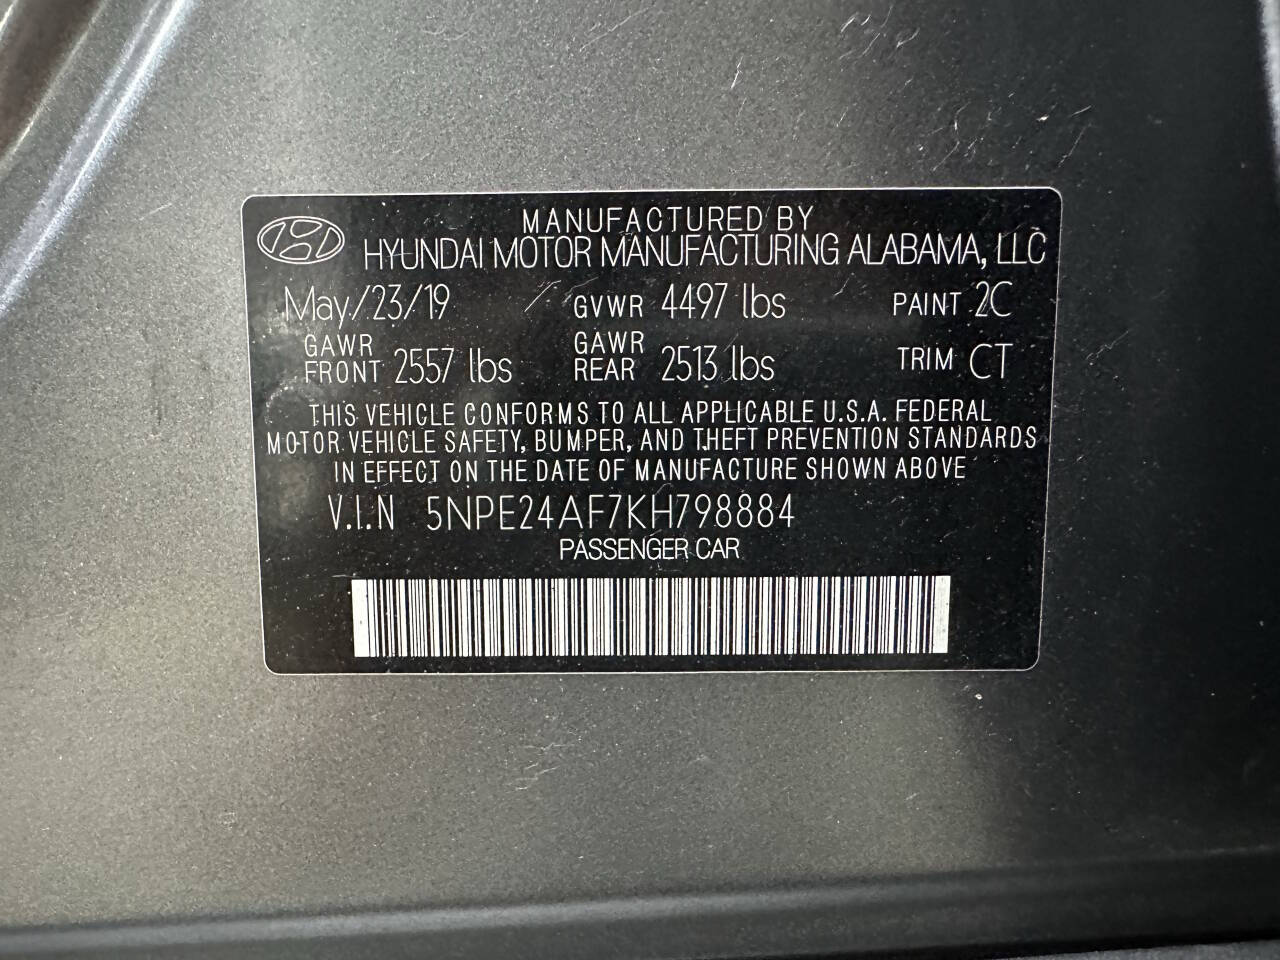 MANUFACTURED BY
HYUNDAI MOTOR MANUFACTURING ALABAMA, LLC
May/23/19 GVWR 4497 lbs PAINT 2C
GAWR FRONT 2557 lbs GAWR REAR 2513 lbs TRIM CT
THIS VEHICLE CONFORMS TO ALL APPLICABLE U.S.A. FEDERAL
MOTOR VEHICLE SAFETY, BUMPER, AND THEFT PREVENTION STANDARDS
IN EFFECT ON THE DATE OF MANUFACTURE SHOWN ABOVE
V.I.N 5NPE24AF7KH798884
PASSENGER CAR